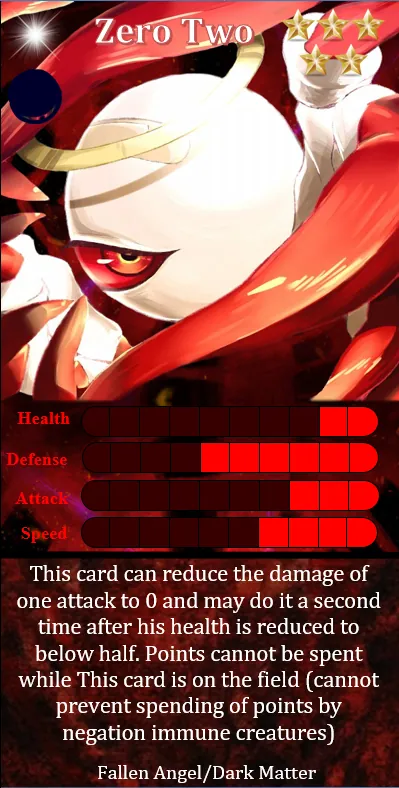 Zero Two
Health
Defense
Attack
Speed
This card can reduce the damage of
one attack to 0 and may do it a second
time after his health is reduced to
below half. Points cannot be spent
while This card is on the field (cannot
prevent spending of points by
negation immune creatures)
Fallen Angel/Dark Matter